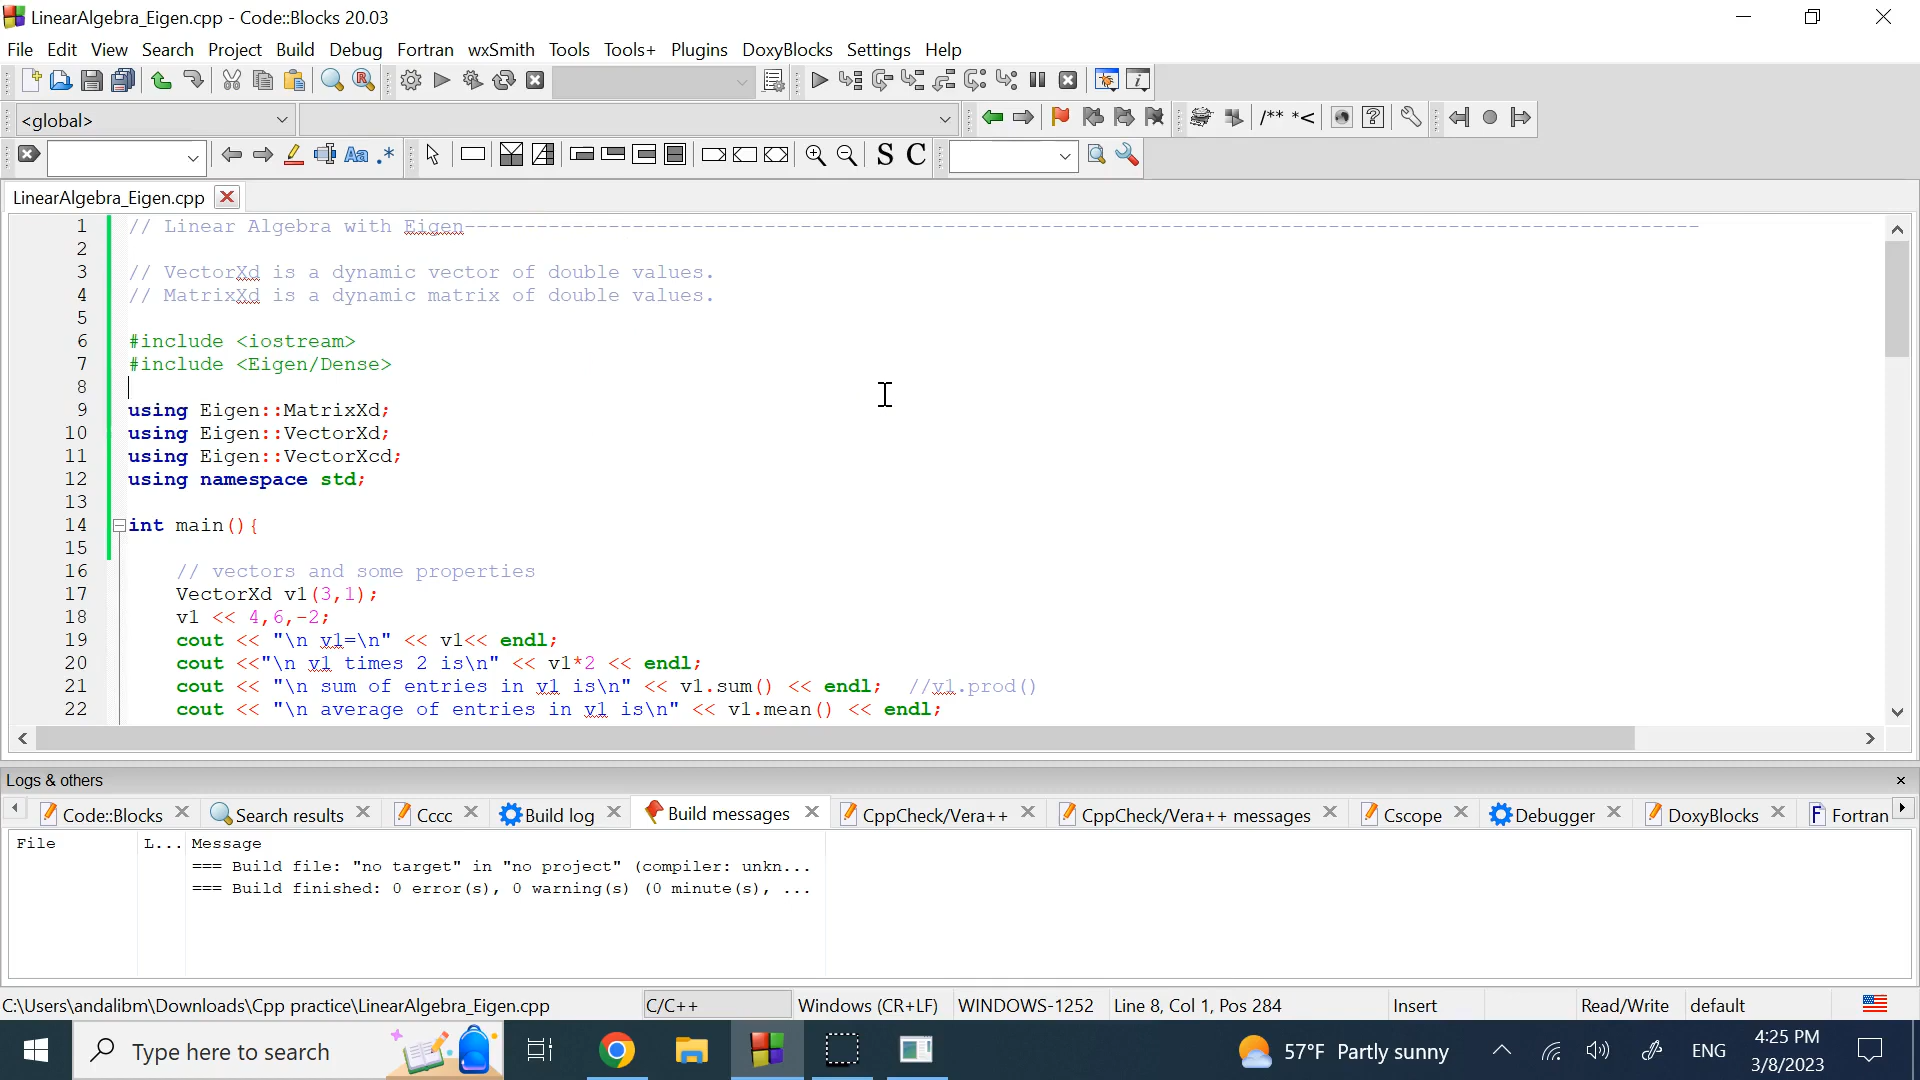 LinearAlgebra_Eigen.cpp - Code::Blocks 20.03
File Edit View Search Project Build Debug Fortran wxSmith Tools Tools+ Plugins DoxyBlocks Settings Help
<global>
/** *<
Aa .* S C
LinearAlgebra_Eigen.cpp
1 // Linear Algebra with Eigen-------------------------------------------------------------------------------------------------------
2
3 // VectorXd is a dynamic vector of double values.
4 // MatrixXd is a dynamic matrix of double values.
5
6 #include <iostream>
7 #include <Eigen/Dense>
8
9 using Eigen::MatrixXd;
10 using Eigen::VectorXd;
11 using Eigen::VectorXcd;
12 using namespace std;
13
14 int main(){
15
16 // vectors and some properties
17 VectorXd v1(3,1);
18 v1 << 4,6,-2;
19 cout << "\n v1=\n" << v1<< endl;
20 cout <<"\n v1 times 2 is\n" << v1*2 << endl;
21 cout << "\n sum of entries in v1 is\n" << v1.sum() << endl; //v1.prod()
22 cout << "\n average of entries in v1 is\n" << v1.mean() << endl;
Logs & others
Code::Blocks Search results Cccc Build log Build messages CppCheck/Vera++ CppCheck/Vera++ messages Cscope Debugger DoxyBlocks Fortran
File L... Message
=== Build file: "no target" in "no project" (compiler: unkn...
=== Build finished: 0 error(s), 0 warning(s) (0 minute(s), ...
C:\Users\andalibm\Downloads\Cpp practice\LinearAlgebra_Eigen.cpp C/C++ Windows (CR+LF) WINDOWS-1252 Line 8, Col 1, Pos 284 Insert Read/Write default
Type here to search 57°F Partly sunny ENG 4:25 PM
3/8/2023